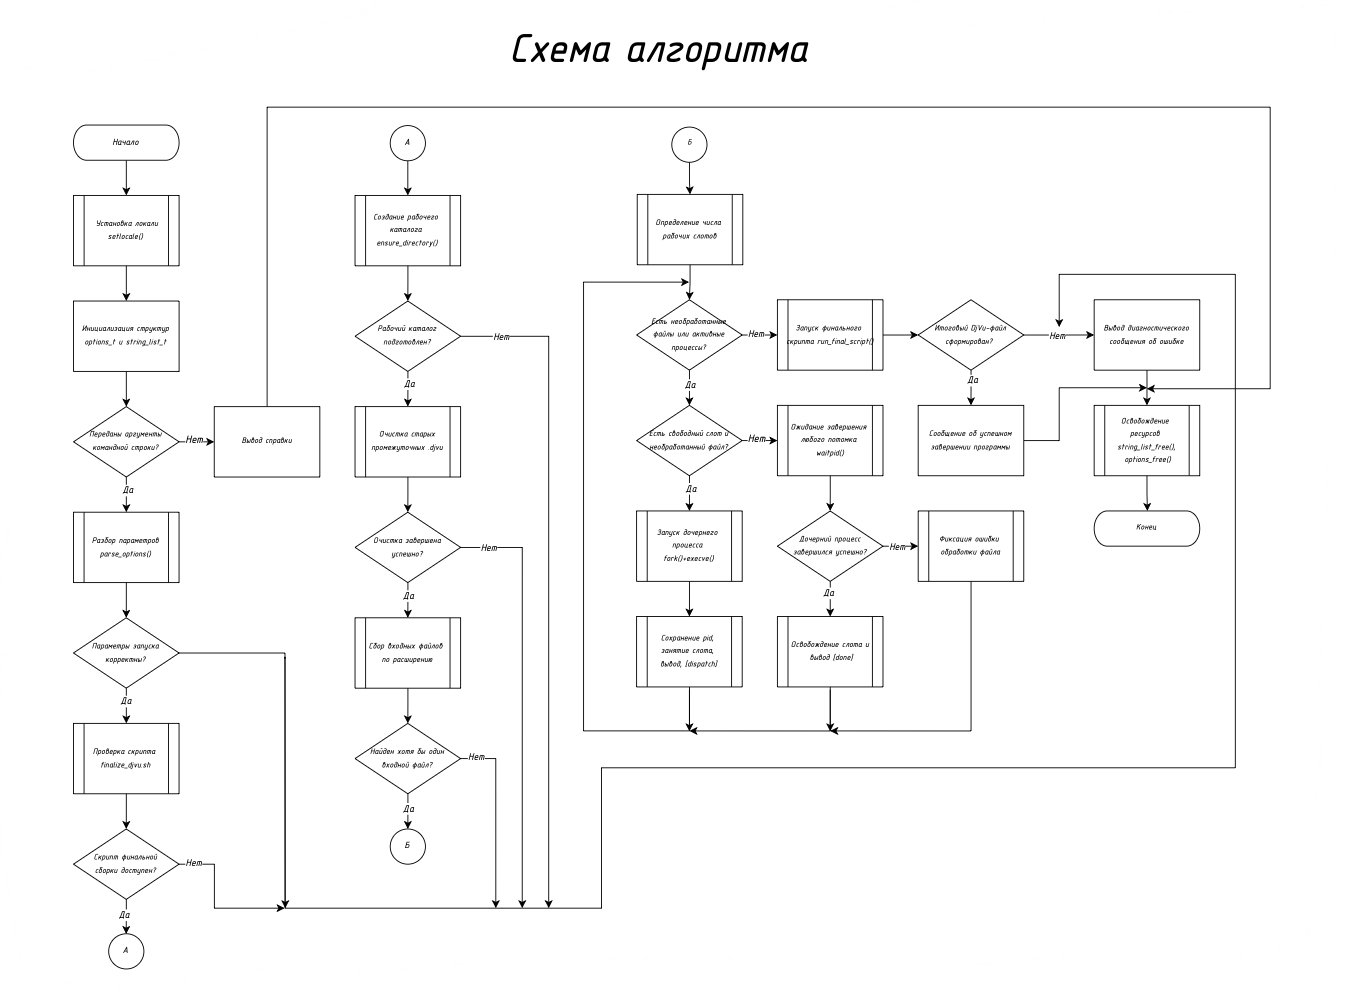 Схема алгоритма
Начало
Установка локали
setlocale()
Инициализация структур
options_t и string_list_t
Переданы аргументы
командной строки?
Нет
Вывод справки
Да
Разбор параметров
parse_options()
Параметры запуска
корректны?
Да
Проверка скрипта
finalize_djvu.sh
Скрипт финальной
сборки доступен?
Нет
Да
А
А
Создание рабочего
каталога
ensure_directory()
Рабочий каталог
подготовлен?
Нет
Да
Очистка старых
промежуточных .djvu
Очистка завершена
успешно?
Нет
Да
Сбор входных файлов
по расширению
Найден хотя бы один
входной файл?
Нет
Да
Б
Б
Определение числа
рабочих слотов
Есть необработанные
файлы или активные
процессы?
Нет
Запуск финального
скрипта run_final_script()
Итоговый DjVu-файл
сформирован?
Нет
Вывод диагностического
сообщения об ошибке
Да
Да
Есть свободный слот и
необработанный файл?
Нет
Ожидание завершения
любого потомка
waitpid()
Сообщение об успешном
завершении программы
Освобождение
ресурсов
string_list_free(),
options_free()
Да
Запуск дочернего
процесса
fork()+execve()
Дочерний процесс
завершился успешно?
Нет
Фиксация ошибки
обработки файла
Конец
Да
Сохранение pid,
занятие слота,
вывод, [dispatch]
Освобождение слота и
вывод [done]